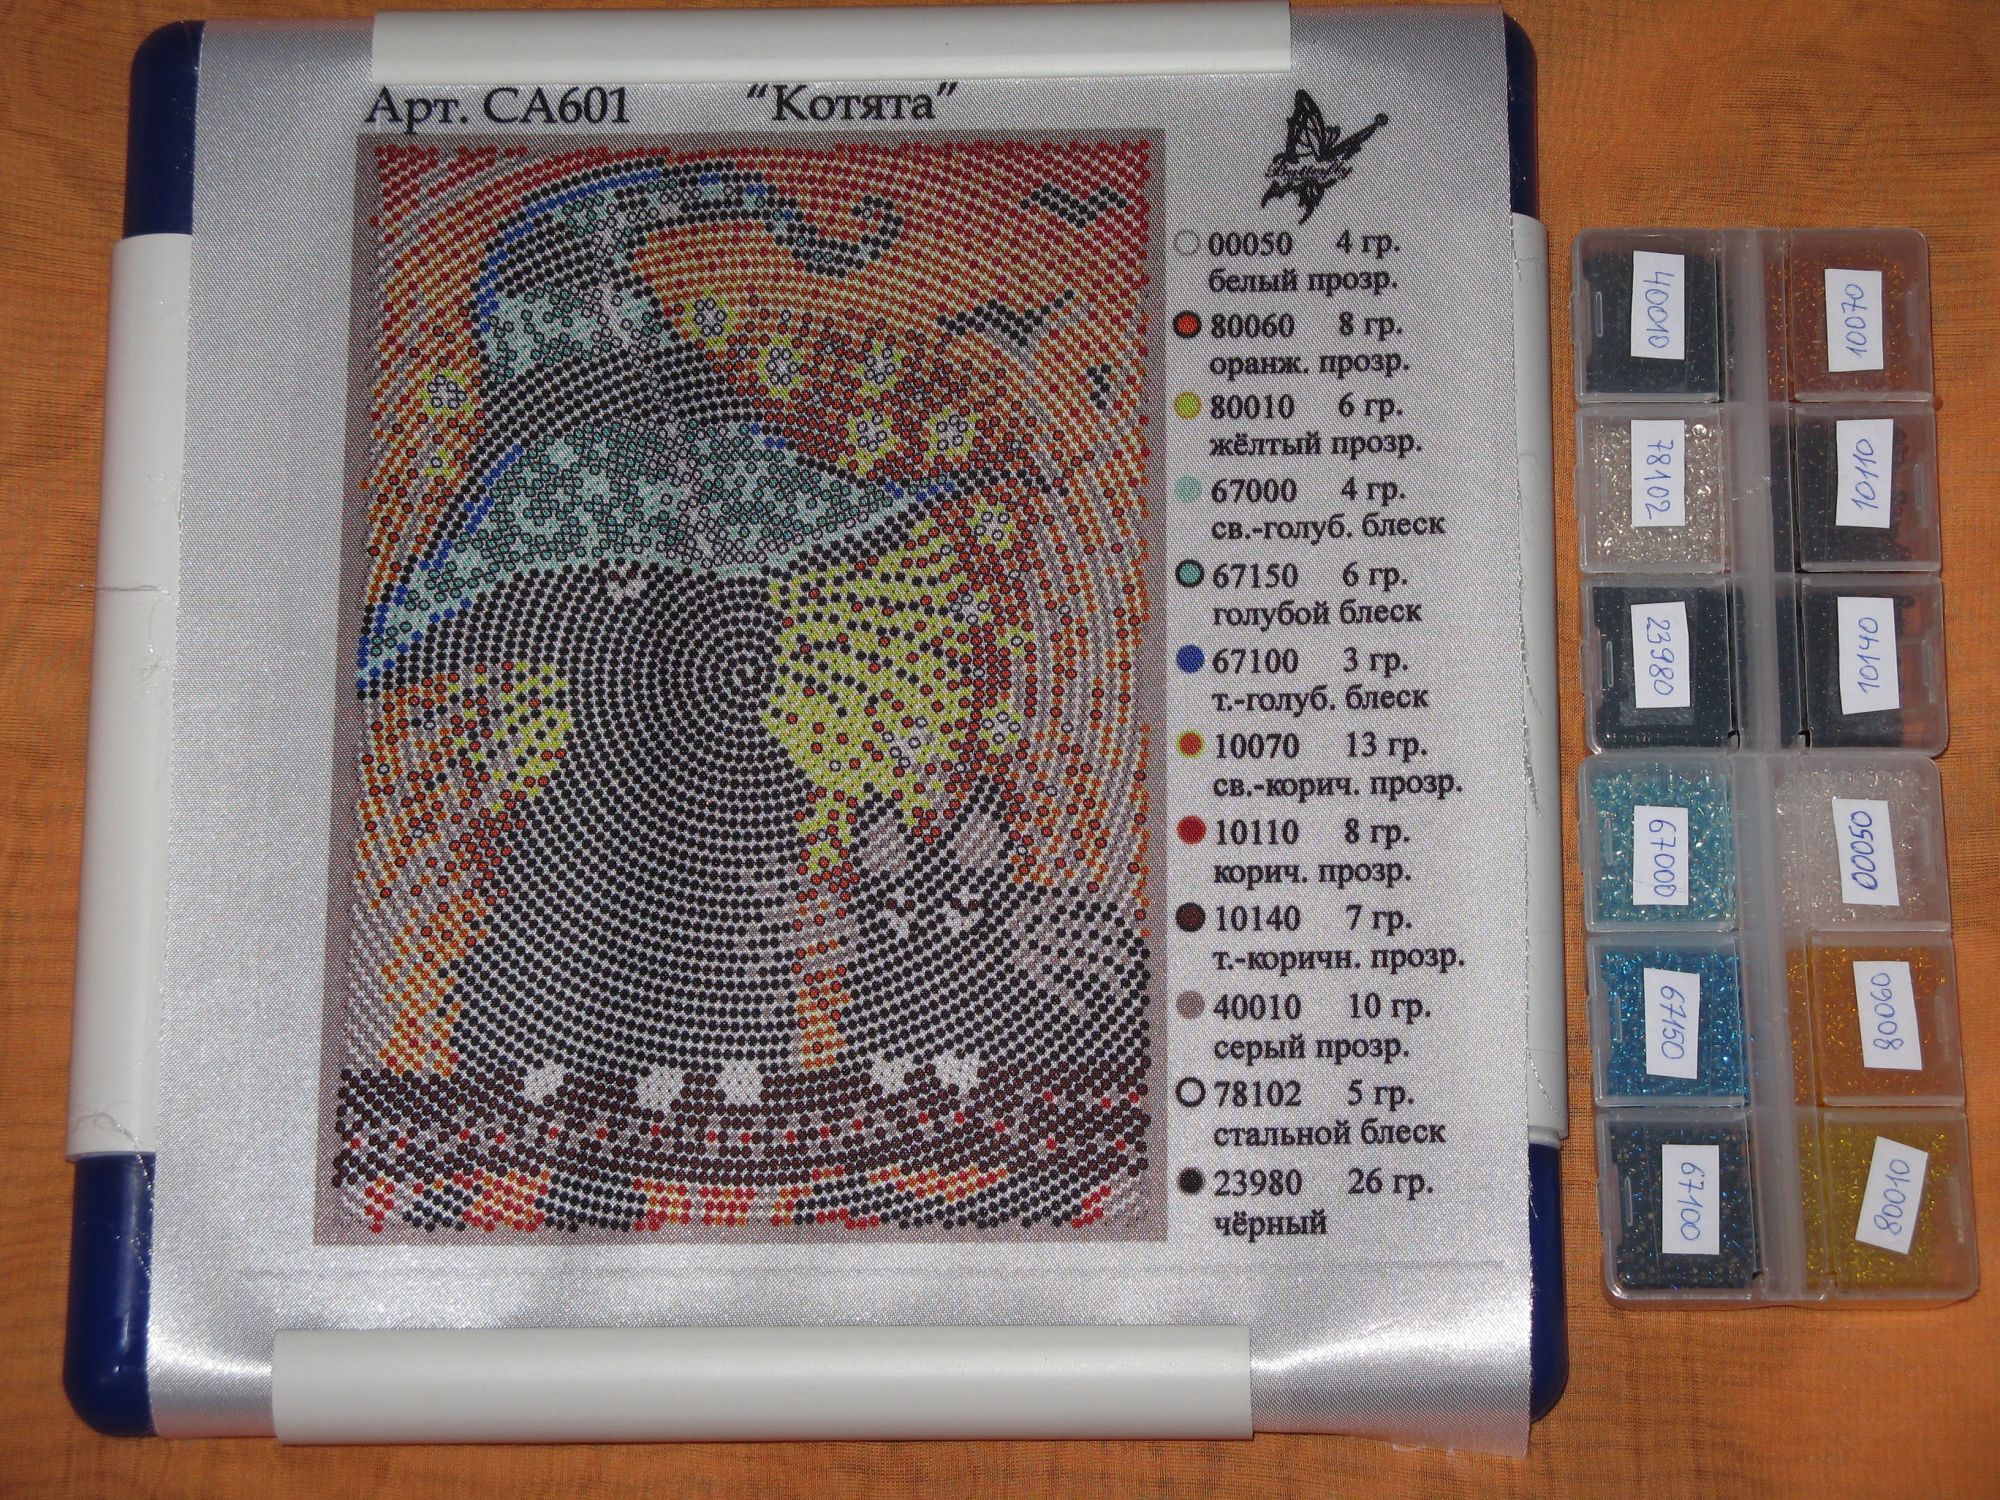 Арт. СА601 “Котята”
Butterfly
00050 4 гр.
белый прозр.
80060 8 гр.
оранж. прозр.
80010 6 гр.
жёлтый прозр.
67000 4 гр.
св.-голуб. блеск
67150 6 гр.
голубой блеск
67100 3 гр.
т.-голуб. блеск
10070 13 гр.
св.-корич. прозр.
10110 8 гр.
корич. прозр.
10140 7 гр.
т.-коричн. прозр.
40010 10 гр.
серый прозр.
78102 5 гр.
стальной блеск
23980 26 гр.
чёрный
40010
10070
78102
10110
23980
10140
67000
00050
67150
80060
67100
80010